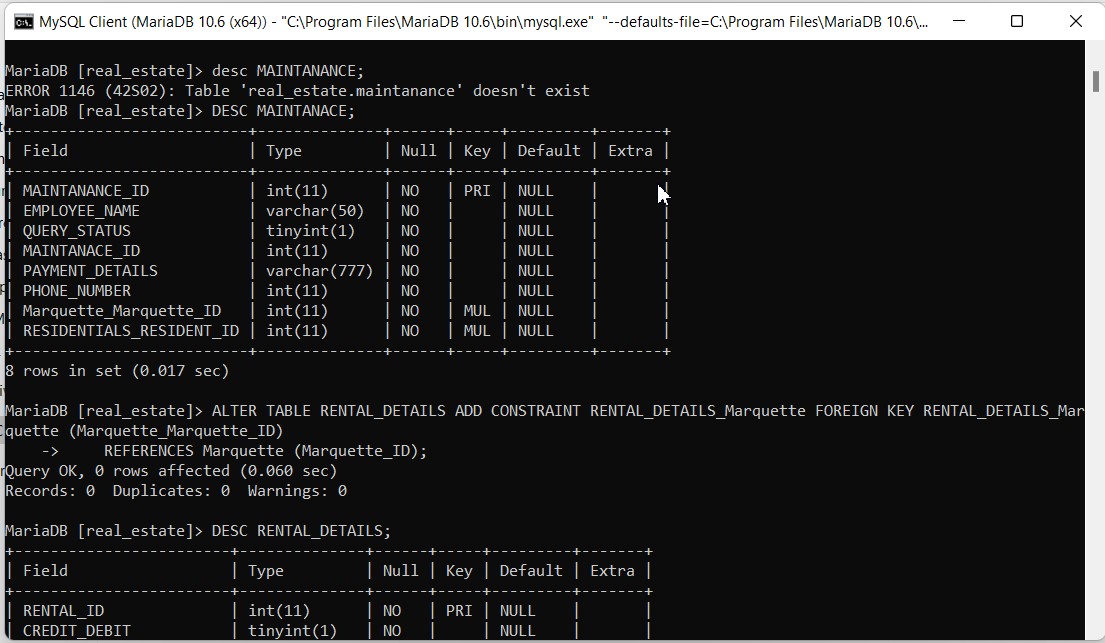 MySQL Client (MariaDB 10.6 (x64)) - "C:\Program Files\MariaDB 10.6\bin\mysql.exe" "--defaults-file=C:\Program Files\MariaDB 10.6\...
MariaDB [real_estate]> desc MAINTANANCE;
ERROR 1146 (42S02): Table 'real_estate.maintanance' doesn't exist
MariaDB [real_estate]> DESC MAINTANACE;
+--------------------------+--------------+------+-----+---------+-------+
| Field                    | Type         | Null | Key | Default | Extra |
+--------------------------+--------------+------+-----+---------+-------+
| MAINTANANCE_ID           | int(11)      | NO   | PRI | NULL    |       |
| EMPLOYEE_NAME            | varchar(50)  | NO   |     | NULL    |       |
| QUERY_STATUS             | tinyint(1)   | NO   |     | NULL    |       |
| MAINTANACE_ID            | int(11)      | NO   |     | NULL    |       |
| PAYMENT_DETAILS          | varchar(777) | NO   |     | NULL    |       |
| PHONE_NUMBER             | int(11)      | NO   |     | NULL    |       |
| Marquette_Marquette_ID   | int(11)      | NO   | MUL | NULL    |       |
| RESIDENTIALS_RESIDENT_ID | int(11)      | NO   | MUL | NULL    |       |
+--------------------------+--------------+------+-----+---------+-------+
8 rows in set (0.017 sec)
MariaDB [real_estate]> ALTER TABLE RENTAL_DETAILS ADD CONSTRAINT RENTAL_DETAILS_Marquette FOREIGN KEY RENTAL_DETAILS_Mar
quette (Marquette_Marquette_ID)
    ->     REFERENCES Marquette (Marquette_ID);
Query OK, 0 rows affected (0.060 sec)
Records: 0  Duplicates: 0  Warnings: 0
MariaDB [real_estate]> DESC RENTAL_DETAILS;
+------------------------+--------------+------+-----+---------+-------+
| Field                  | Type         | Null | Key | Default | Extra |
+------------------------+--------------+------+-----+---------+-------+
| RENTAL_ID              | int(11)      | NO   | PRI | NULL    |       |
| CREDIT_DEBIT           | tinyint(1)   | NO   |     | NULL    |       |